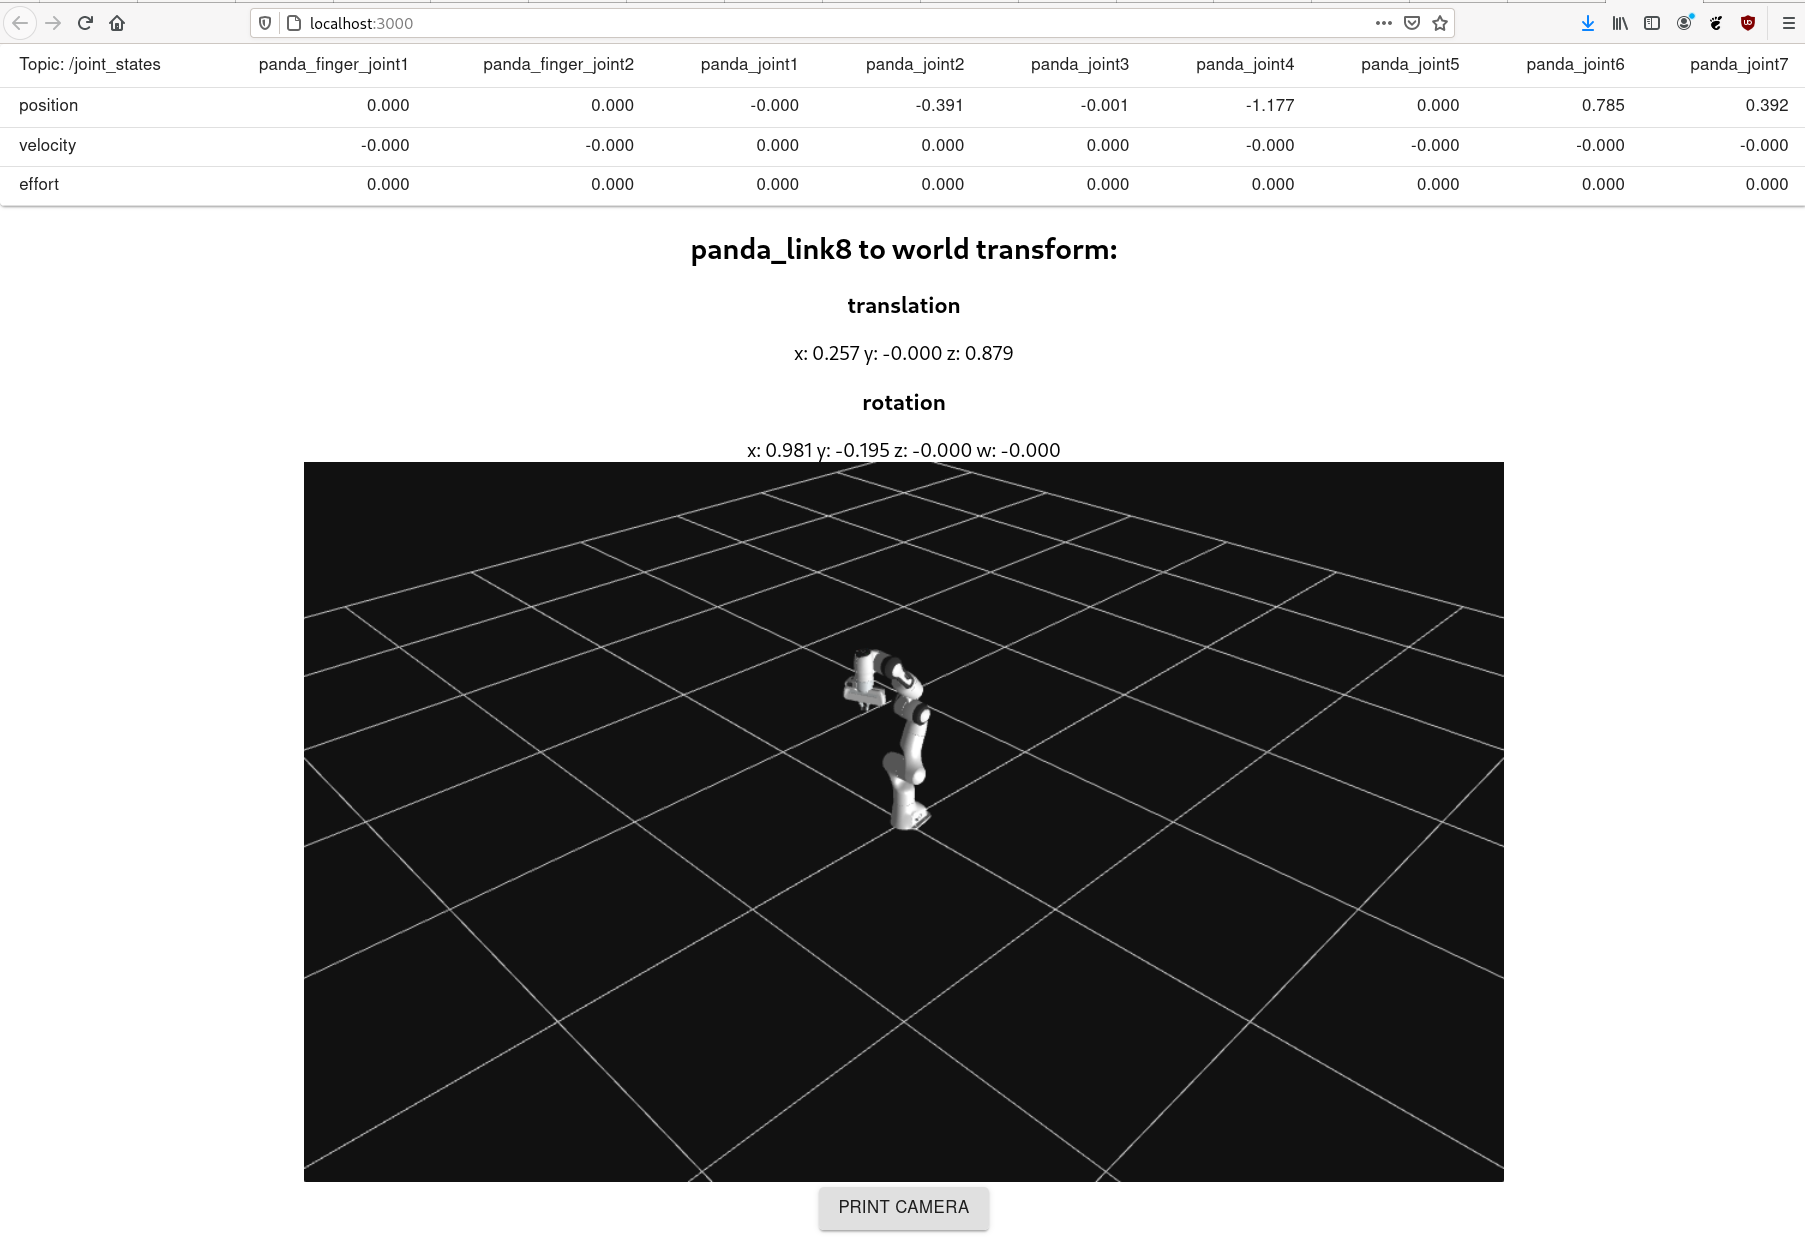 localhost:3000
Topic: /joint_states panda_finger_joint1 panda_finger_joint2 panda_joint1 panda_joint2 panda_joint3 panda_joint4 panda_joint5 panda_joint6 panda_joint7
position 0.000 0.000 -0.000 -0.391 -0.001 -1.177 0.000 0.785 0.392
velocity -0.000 -0.000 0.000 0.000 0.000 -0.000 -0.000 -0.000 -0.000
effort 0.000 0.000 0.000 0.000 0.000 0.000 0.000 0.000 0.000
panda_link8 to world transform:
translation
x: 0.257 y: -0.000 z: 0.879
rotation
x: 0.981 y: -0.195 z: -0.000 w: -0.000
PRINT CAMERA